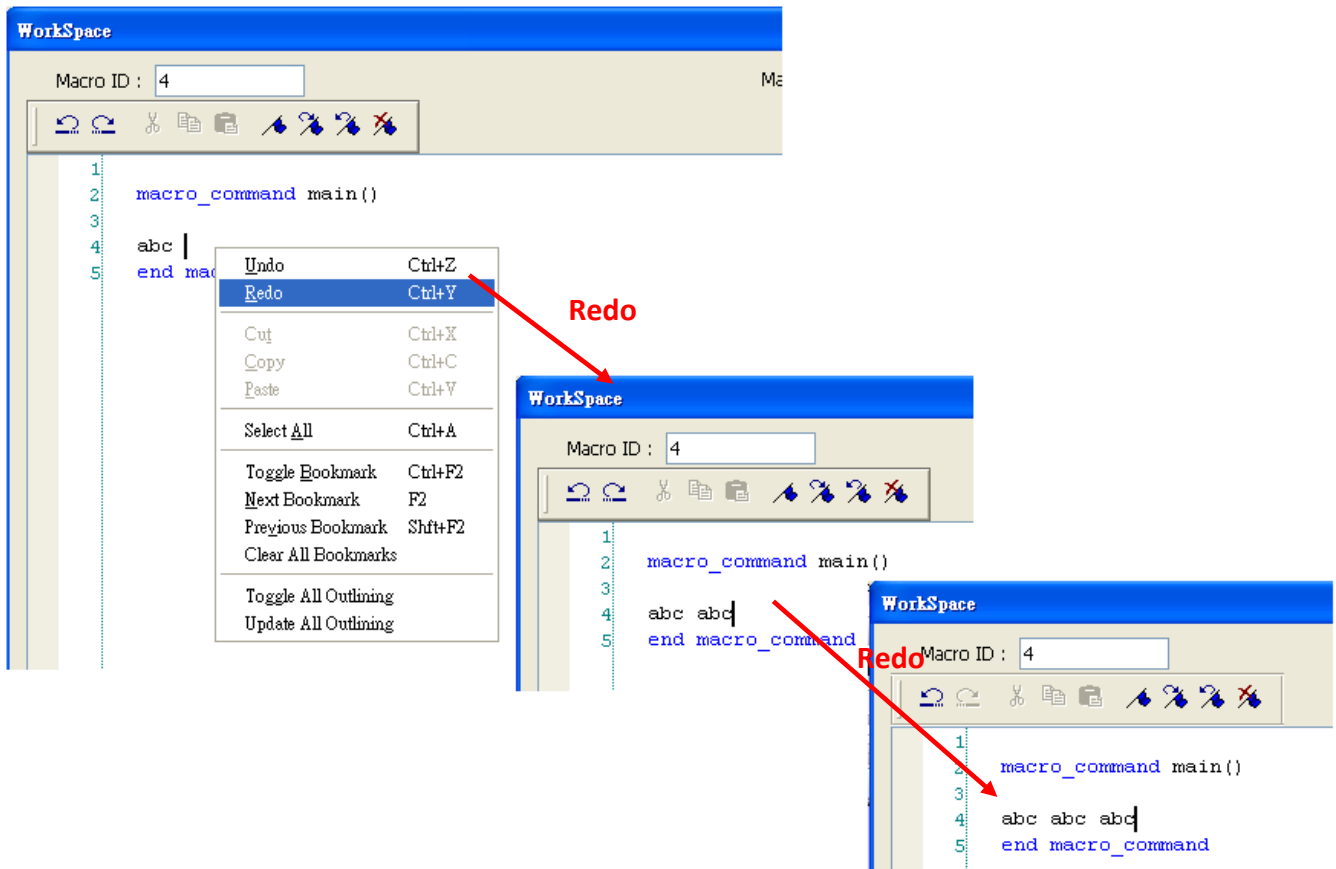 WorkSpace
Macro ID : 4
Ma
1
2 macro_command main()
3
4 abc
5 end mac
Undo Ctrl+Z
Redo Ctrl+Y
Cut Ctrl+X
Copy Ctrl+C
Paste Ctrl+V
Select All Ctrl+A
Toggle Bookmark Ctrl+F2
Next Bookmark F2
Previous Bookmark Shft+F2
Clear All Bookmarks
Toggle All Outlining
Update All Outlining
Redo
WorkSpace
Macro ID : 4
1
2 macro_command main()
3
4 abc abc
5 end macro_command
Redo
WorkSpace
Macro ID : 4
1
2 macro_command main()
3
4 abc abc abc
5 end macro_command